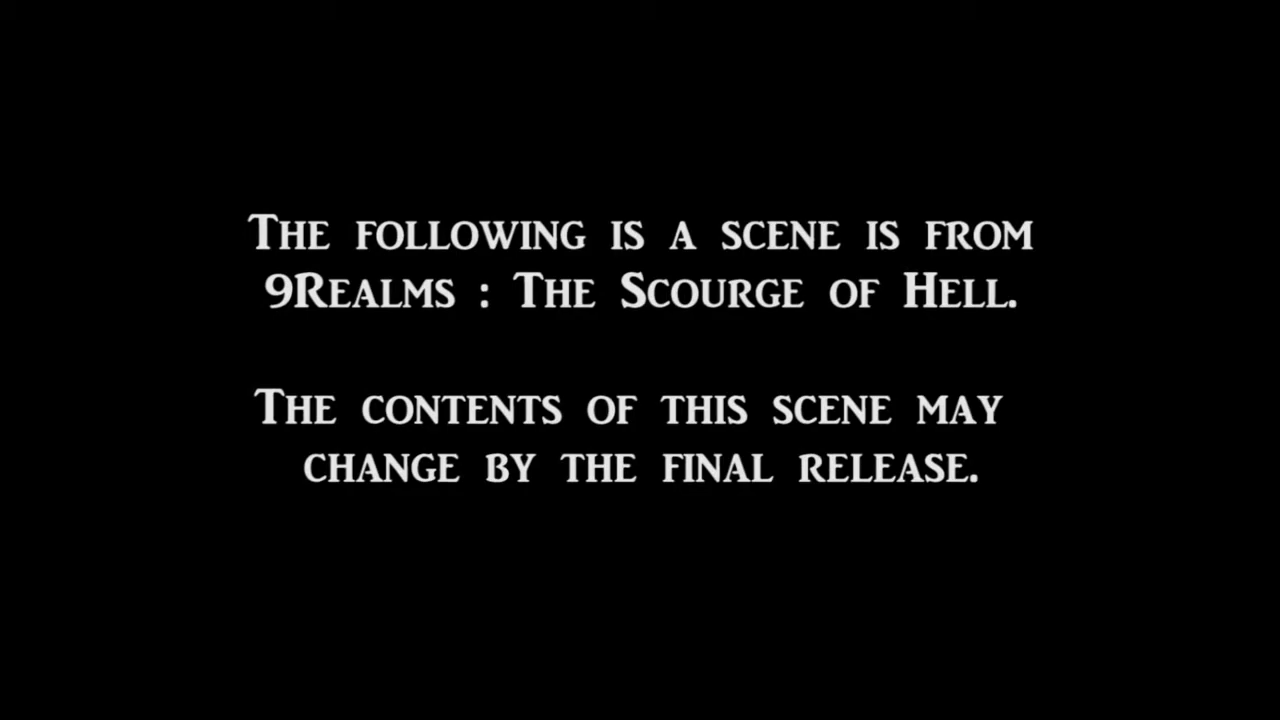 The following is a scene is from
9Realms : The Scourge of Hell.
The contents of this scene may
change by the final release.